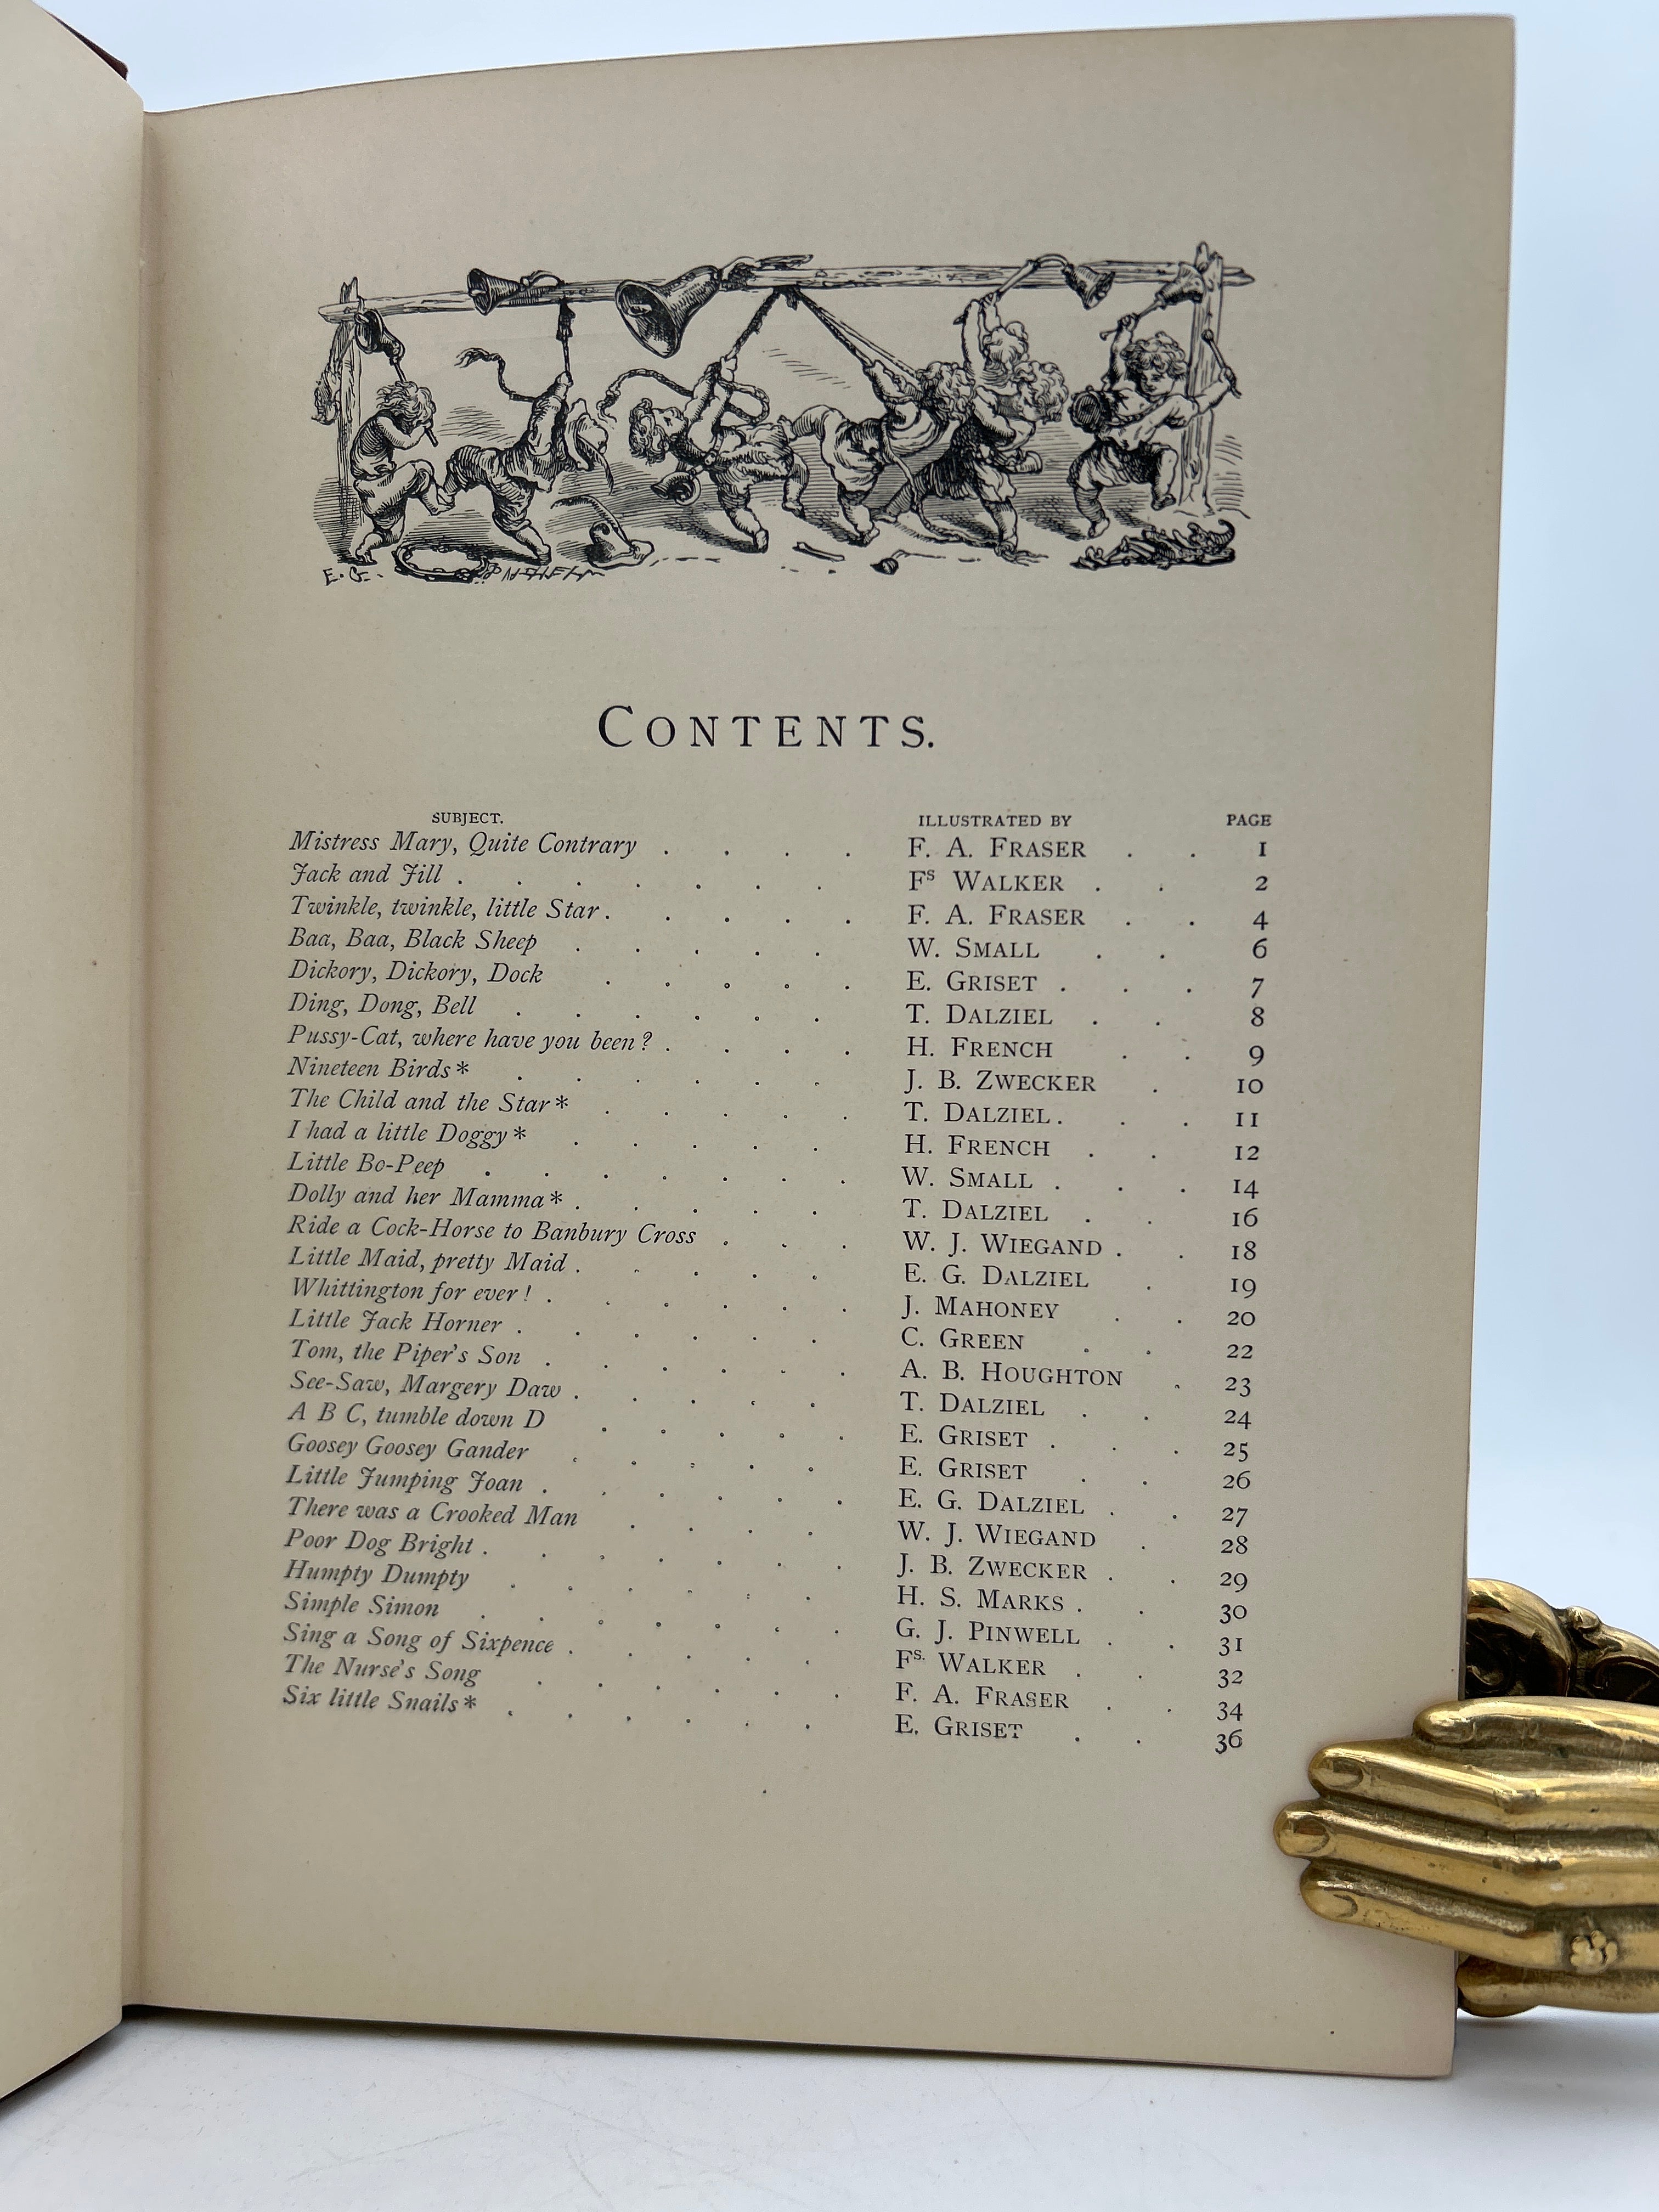 E. G.
CONTENTS.
SUBJECT. ILLUSTRATED BY PAGE
Mistress Mary, Quite Contrary . . . . F. A. FRASER . . 1
Jack and Jill . . . . . . . Fs WALKER . . 2
Twinkle, twinkle, little Star . . . . . F. A. FRASER . . 4
Baa, Baa, Black Sheep . . . . . W. SMALL . . 6
Dickory, Dickory, Dock . . . . . E. GRISET . . . 7
Ding, Dong, Bell . . . . . . T. DALZIEL . . 8
Pussy-Cat, where have you been? . . . . H. FRENCH . . 9
Nineteen Birds* . . . . . . J. B. ZWECKER . 10
The Child and the Star* . . . . . T. DALZIEL . . . 11
I had a little Doggy* . . . . . H. FRENCH . . 12
Little Bo-Peep . . . . . . . W. SMALL . . . 14
Dolly and her Mamma* . . . . . T. DALZIEL . . 16
Ride a Cock-Horse to Banbury Cross . . . W. J. WIEGAND . . 18
Little Maid, pretty Maid . . . . . E. G. DALZIEL . 19
Whittington for ever! . . . . . . J. MAHONEY . . 20
Little Jack Horner . . . . . . C. GREEN . . 22
Tom, the Piper's Son . . . . . . A. B. HOUGHTON . 23
See-Saw, Margery Daw . . . . . T. DALZIEL . . 24
A B C, tumble down D . . . . . E. GRISET . . . 25
Goosey Goosey Gander . . . . . E. GRISET . . 26
Little Jumping Joan . . . . . . E. G. DALZIEL . . 27
There was a Crooked Man . . . . W. J. WIEGAND . 28
Poor Dog Bright . . . . . . . J. B. ZWECKER . . 29
Humpty Dumpty . . . . . . H. S. MARKS . . 30
Simple Simon . . . . . . . G. J. PINWELL . . 31
Sing a Song of Sixpence . . . . . Fs. WALKER . . 32
The Nurse's Song . . . . . . F. A. FRASER . . 34
Six little Snails* . . . . . . E. GRISET . . 36